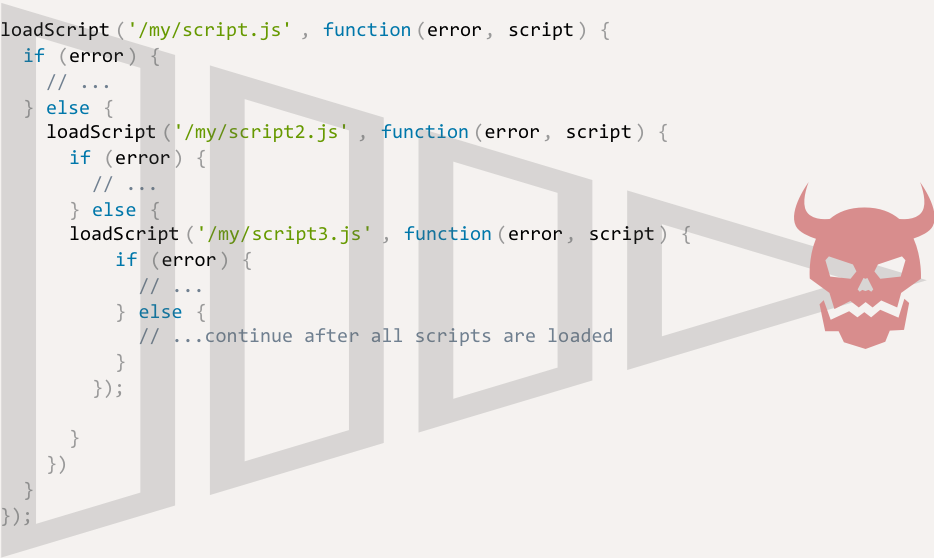 loadScript('/my/script.js', function(error, script) {
  if (error) {
    // ...
  } else {
    loadScript('/my/script2.js', function(error, script) {
      if (error) {
        // ...
      } else {
      loadScript('/my/script3.js', function(error, script) {
          if (error) {
            // ...
          } else {
            // ...continue after all scripts are loaded
          }
        });
      }
    })
  }
});